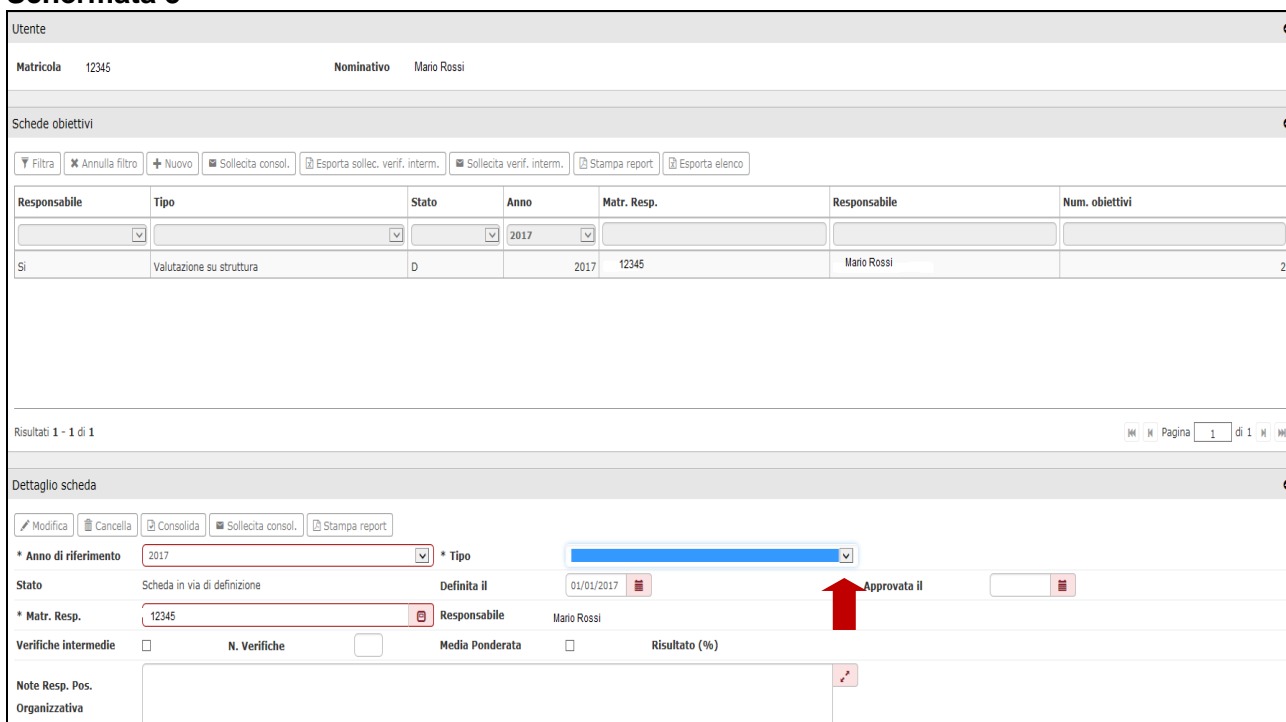 Utente
Matricola 12345 Nominativo Mario Rossi
Schede obiettivi
Filtra Annulla filtro Nuovo Sollecita consol. Esporta sollec. verif. interm. Sollecita verif. interm. Stampa report Esporta elenco
Responsabile Tipo Stato Anno Matr. Resp. Responsabile Num. obiettivi
2017
Si Valutazione su struttura D 2017 12345 Mario Rossi 2
Risultati 1 - 1 di 1 Pagina 1 di 1
Dettaglio scheda
Modifica Cancella Consolida Sollecita consol. Stampa report
* Anno di riferimento 2017 * Tipo
Stato Scheda in via di definizione Definita il 01/01/2017 Approvata il
* Matr. Resp. 12345 Responsabile Mario Rossi
Verifiche intermedie N. Verifiche Media Ponderata Risultato (%)
Note Resp. Pos.
Organizzativa